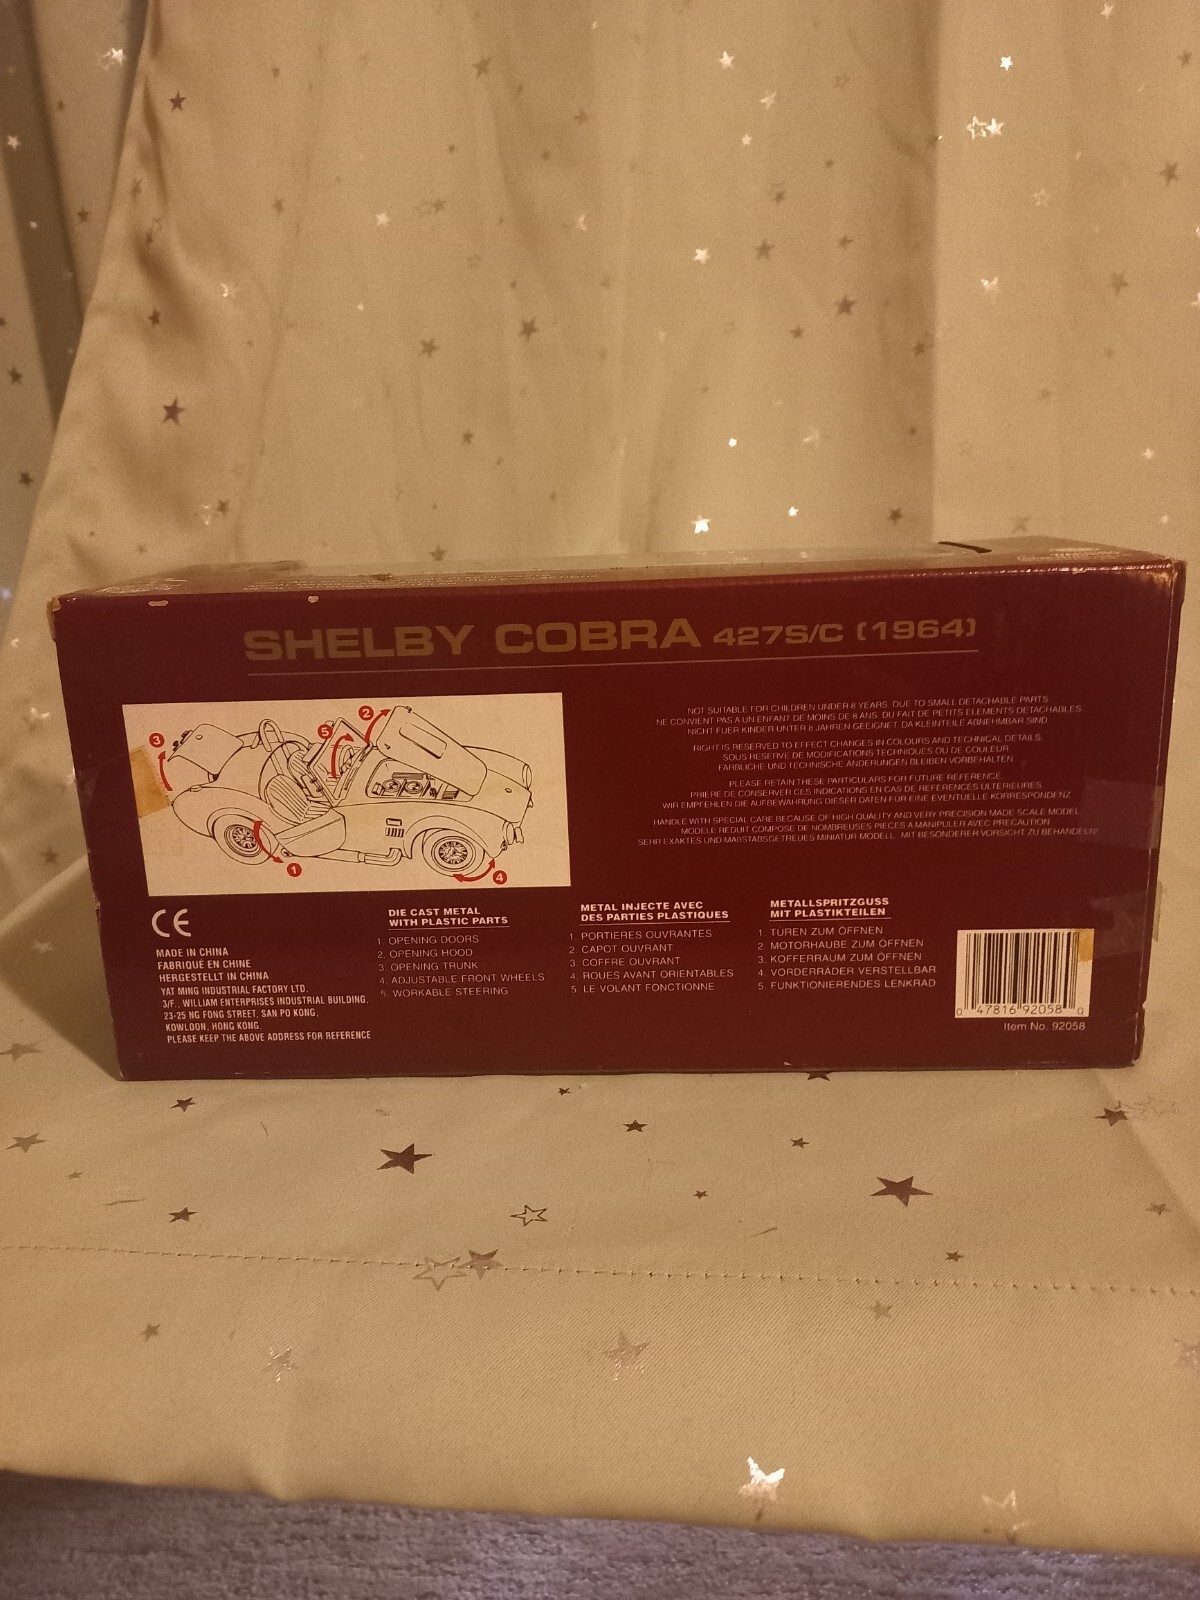 SHELBY COBRA 427S/C (1964)
3
5
2
1
4
NOT SUITABLE FOR CHILDREN UNDER 8 YEARS. DUE TO SMALL DETACHABLE PARTS
NE CONVIENT PAS A UN ENFANT DE MOINS DE 8 ANS. DU FAIT DE PETITS ELEMENTS DETACHABLES
NICHT FUER KINDER UNTER 8 JAHREN GEEIGNET. DA KLEINTEILE ABNEHMBAR SIND
RIGHT IS RESERVED TO EFFECT CHANGES IN COLOURS AND TECHNICAL DETAILS.
SOUS RESERVE DE MODIFICATIONS TECHNIQUES OU DE COULEUR
FARBLICHE UND TECHNISCHE ANDERUNGEN BLEIBEN VORBEHALTEN
PLEASE RETAIN THESE PARTICULARS FOR FUTURE REFERENCE
PRIERE DE CONSERVER CES INDICATIONS EN CAS DE REFERENCES ULTERIEURES
WIR EMPFEHLEN DIE AUFBEWAHRUNG DIESER DATEN FUR EINE EVENTUELLE KORRESPONDENZ
HANDLE WITH SPECIAL CARE BECAUSE OF HIGH QUALITY AND VERY PRECISION MADE SCALE MODEL
MODELE REDUIT COMPOSE DE NOMBREUSES PIECES A MANIPULER AVEC PRECAUTION
SEHR EXAKTES UND MAßSTABSGETREUES MINIATUR-MODELL. MIT BESONDERER VORSICHT ZU BEHANDELN!
CE
MADE IN CHINA
FABRIQUÉ EN CHINE
HERGESTELLT IN CHINA
YAT MING INDUSTRIAL FACTORY LTD.
3/F., WILLIAM ENTERPRISES INDUSTRIAL BUILDING,
23-25 NG FONG STREET, SAN PO KONG,
KOWLOON, HONG KONG.
PLEASE KEEP THE ABOVE ADDRESS FOR REFERENCE
DIE CAST METAL
WITH PLASTIC PARTS
1. OPENING DOORS
2. OPENING HOOD
3. OPENING TRUNK
4. ADJUSTABLE FRONT WHEELS
5. WORKABLE STEERING
METAL INJECTE AVEC
DES PARTIES PLASTIQUES
1. PORTIERES OUVRANTES
2. CAPOT OUVRANT
3. COFFRE OUVRANT
4. ROUES AVANT ORIENTABLES
5. LE VOLANT FONCTIONNE
METALLSPRITZGUSS
MIT PLASTIKTEILEN
1. TÜREN ZUM ÖFFNEN
2. MOTORHAUBE ZUM ÖFFNEN
3. KOFFERRAUM ZUM ÖFFNEN
4. VORDERRÄDER VERSTELLBAR
5. FUNKTIONIERENDES LENKRAD
0 47816 92058 0
Item No. 92058